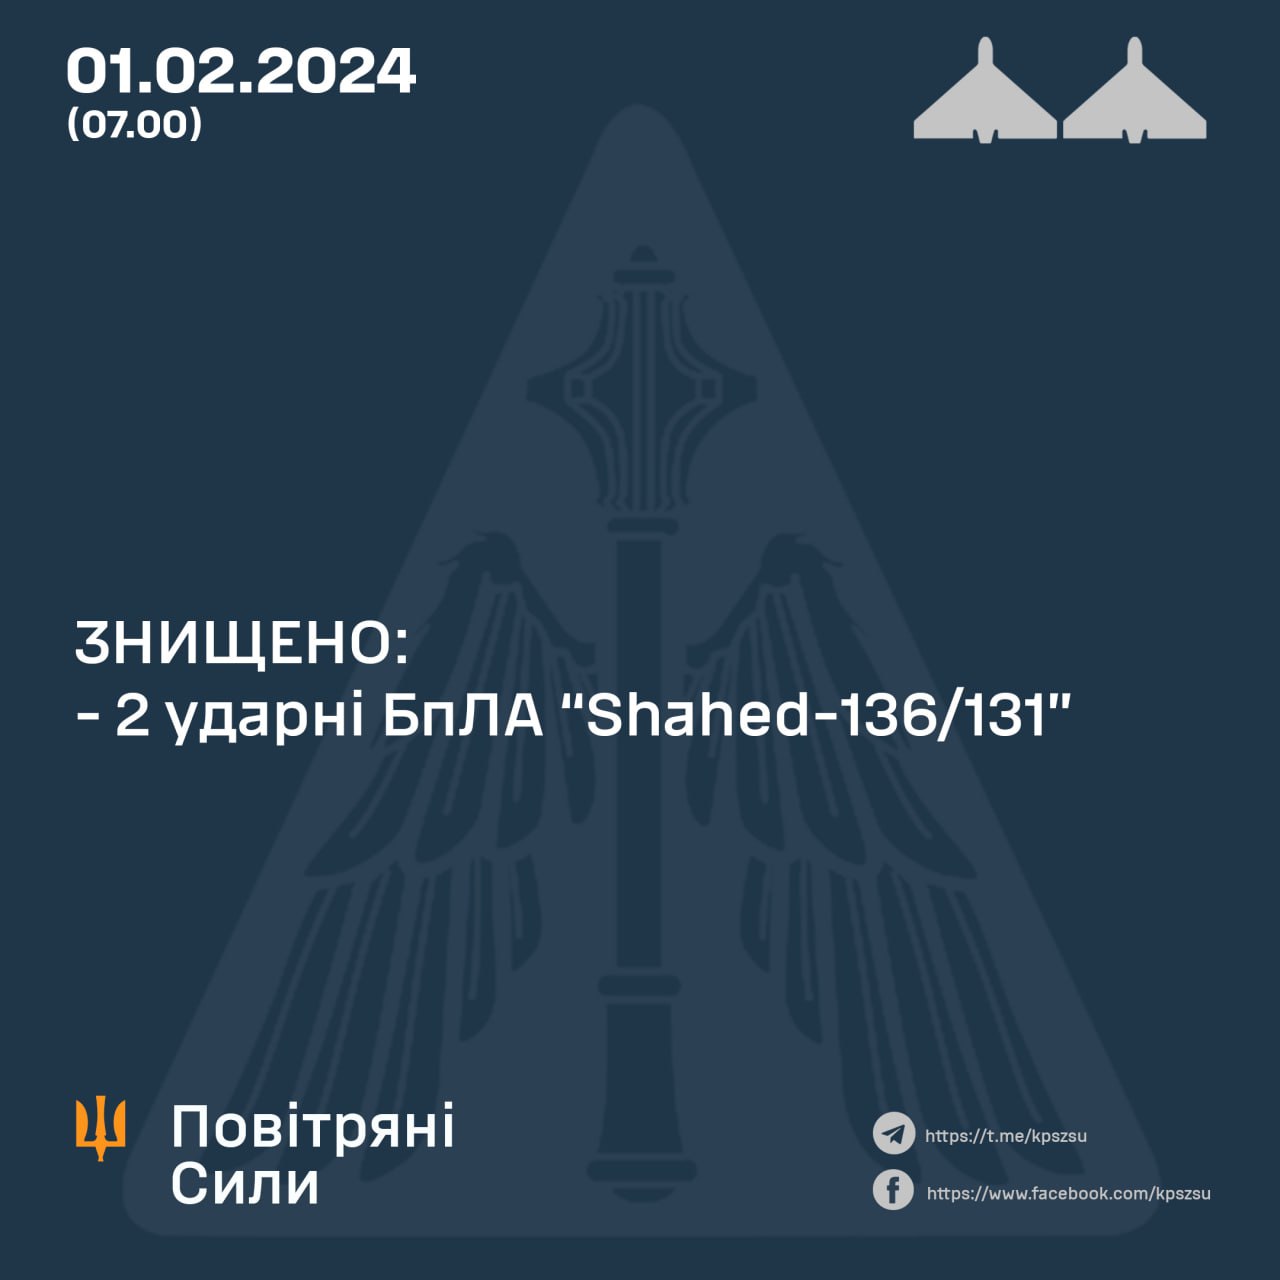 01.02.2024
(07.00)
ЗНИЩЕНО:
- 2 ударні БпЛА “Shahed-136/131”
Повітряні
Сили
https://t.me/kpszsu
https://www.facebook.com/kpszsu